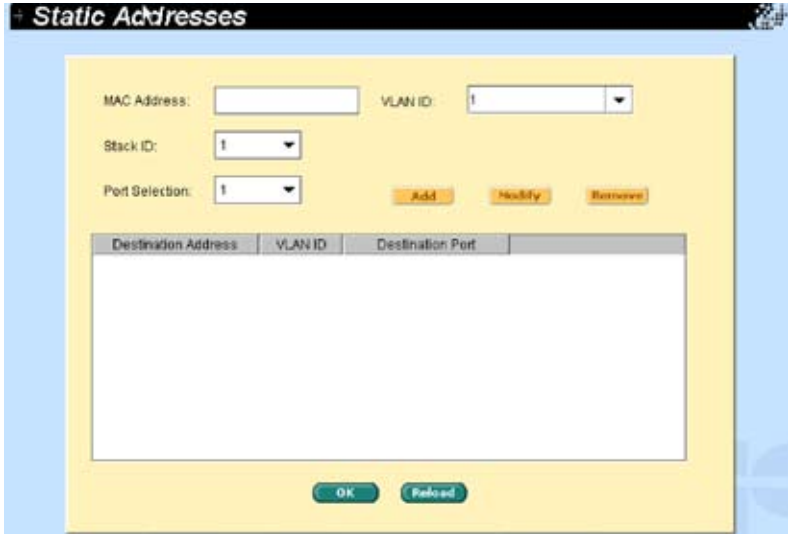 Static Addresses
MAC Address: VLAN ID: 1
Stack ID: 1
Port Selection: 1 Add Modify Remove
Destination Address VLAN ID Destination Port
OK Reload